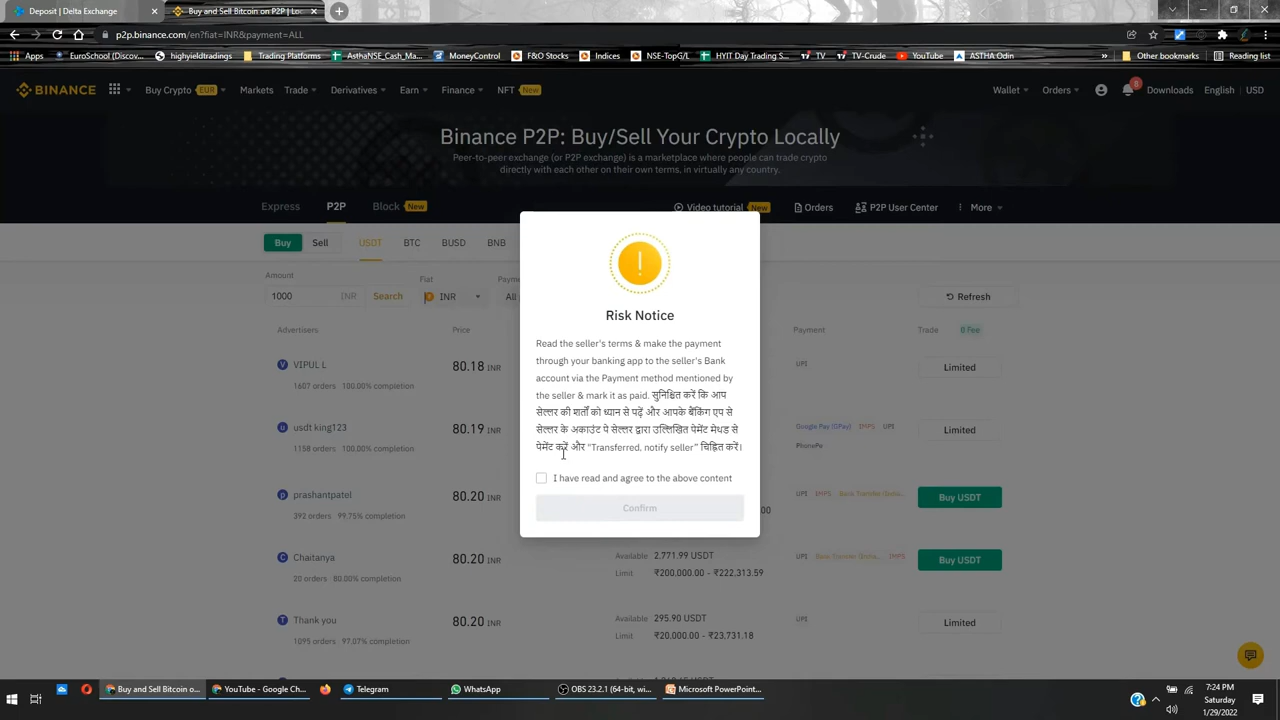 Deposit | Delta Exchange
Buy and Sell Bitcoin on P2P | Lo
p2p.binance.com/en?fiat=INR&payment=ALL
Apps EuroSchool (Discov... highyieldtradings Trading Platforms AsthaNSE_Cash_Ma... MoneyControl F&O Stocks Indices NSE-TopG/L HYIT Day Trading S... TV TV-Crude YouTube ASTHA Odin » Other bookmarks Reading list
BINANCE Buy Crypto EUR Markets Trade Derivatives Earn Finance NFT New Wallet Orders 8 Downloads English | USD
Binance P2P: Buy/Sell Your Crypto Locally
Peer-to-peer exchange (or P2P exchange) is a marketplace where people can trade crypto
directly with each other on their own terms, in virtually any country.
Express P2P Block New Video tutorial New Orders P2P User Center More
Buy Sell USDT BTC BUSD BNB
Amount Fiat Payme
1000 INR Search INR All Refresh
Advertisers Price Payment Trade 0 Fee
VIPUL L 80.18 INR UPI Limited
1607 orders 100.00% completion
usdt king123 80.19 INR Google Pay (GPay) IMPS UPI Limited
1158 orders 100.00% completion PhonePe
prashantpatel 80.20 INR UPI IMPS Buy USDT
392 orders 99.75% completion
Risk Notice
Read the seller's terms & make the payment
through your banking app to the seller's Bank
account via the Payment method mentioned by
the seller & mark it as paid. सुनिश्चित करें कि आप
सेल्लर की शर्तों को ध्यान से पढ़ें और आपके बैंकिंग एप से
सेल्लर के अकाउंट पे सेल्लर द्वारा उल्लिखित पेमेंट मेथड से
पेमेंट करें और “Transferred, notify seller” चिह्नित करें।
I have read and agree to the above content
Confirm
Chaitanya 80.20 INR Available 2,771.99 USDT UPI IMPS Buy USDT
20 orders 80.00% completion Limit ₹200,000.00 - ₹222,313.59
Thank you 80.20 INR Available 295.90 USDT UPI Limited
1095 orders 97.07% completion Limit ₹20,000.00 - ₹23,731.18
Buy and Sell Bitcoin o... YouTube - Google Ch... Telegram WhatsApp OBS 23.2.1 (64-bit, wi... Microsoft PowerPoint...
7:24 PM
Saturday
1/29/2022